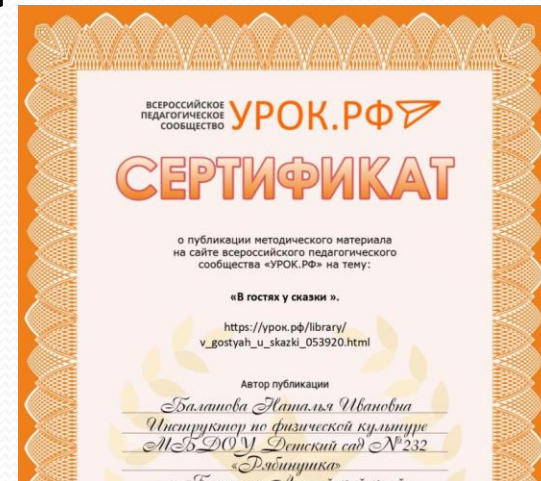 ВСЕРОССИЙСКОЕ
ПЕДАГОГИЧЕСКОЕ
СООБЩЕСТВО
УРОК.РФ
СЕРТИФИКАТ
о публикации методического материала
на сайте всероссийского педагогического
сообщества «УРОК.РФ» на тему:
«В гостях у сказки ».
https://урок.рф/library/
v_gostyah_u_skazki_053920.html
Автор публикации
Балашова Наталья Ивановна
Инструктор по физической культуре
МБДОУ Детский сад №232
«Рябинушка»